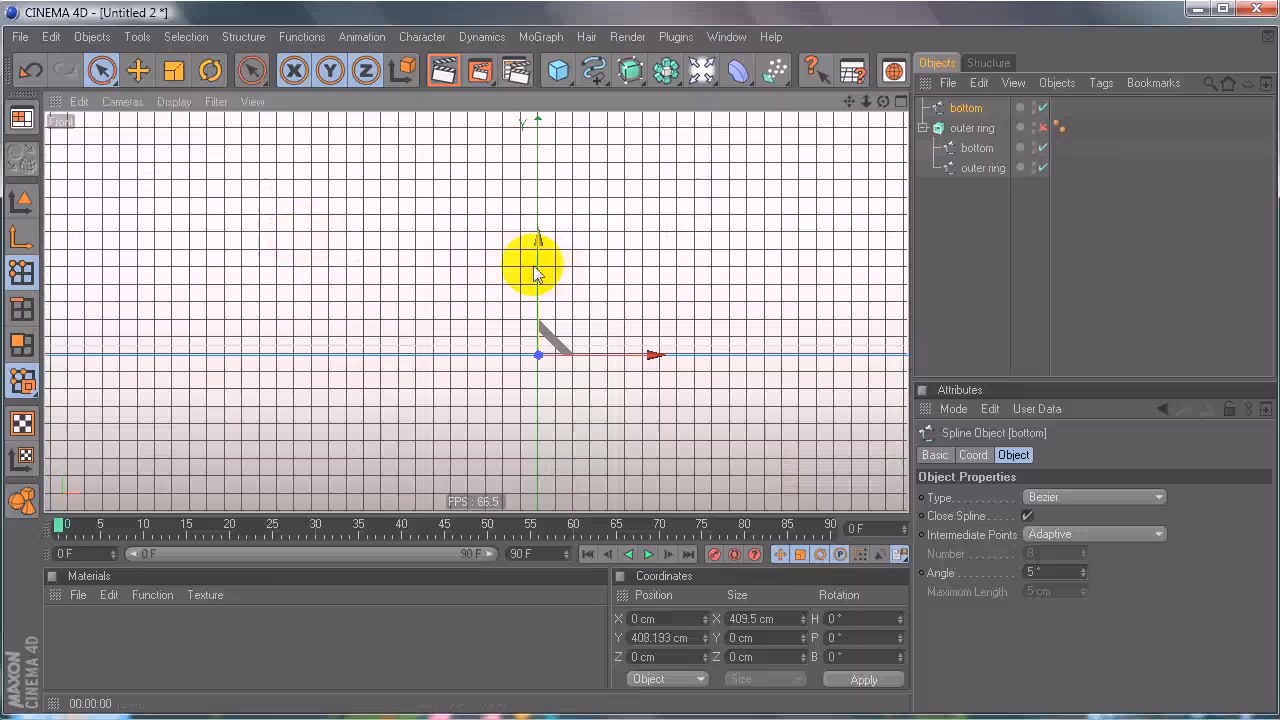 CINEMA 4D - [Untitled 2 *]
File Edit Objects Tools Selection Structure Functions Animation Character Dynamics MoGraph Hair Render Plugins Window Help
Objects Structure
File Edit View Objects Tags Bookmarks
Edit Cameras Display Filter View
Front
Y
bottom
outer ring
bottom
outer ring
Attributes
Mode Edit User Data
Spline Object [bottom]
Basic Coord. Object
Object Properties
Type Bezier
Close Spline
Intermediate Points Adaptive
Number 8
Angle 5 °
Maximum Length 5 cm
FPS : 66.5
0 5 10 15 20 25 30 35 40 45 50 55 60 65 70 75 80 85 90 0 F
0 F 0 F 90 F 90 F
Materials
File Edit Function Texture
Coordinates
Position Size Rotation
X 0 cm X 409.5 cm H 0 °
Y 408.193 cm Y 0 cm P 0 °
Z 0 cm Z 0 cm B 0 °
Object Size Apply
MAXON
CINEMA 4D
00:00:00